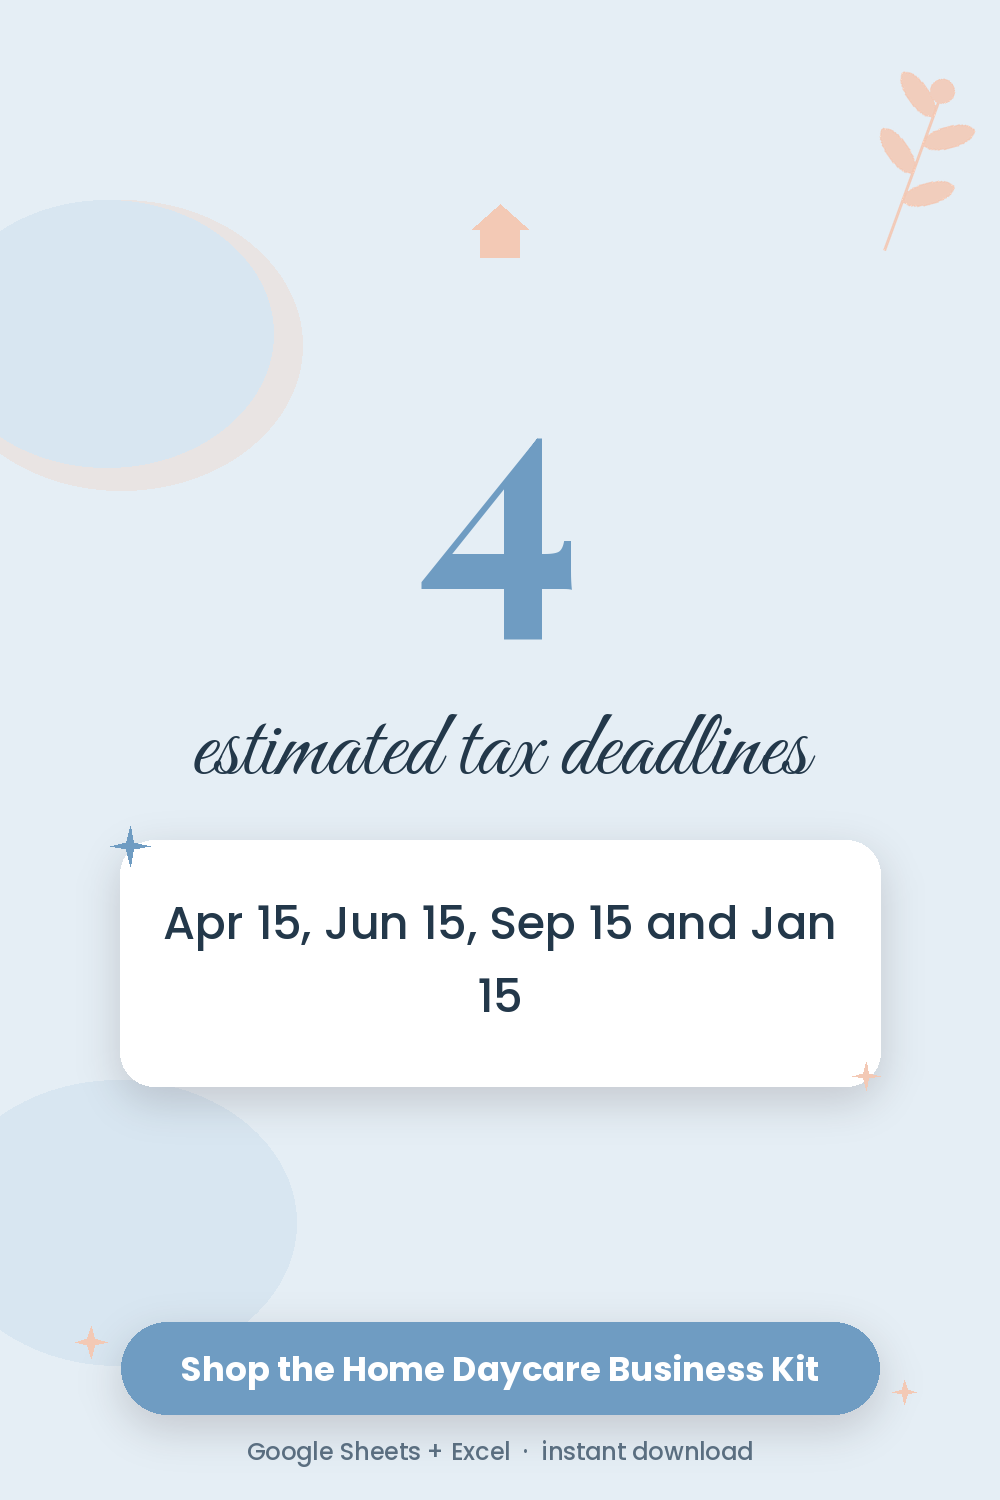 4
estimated tax deadlines
Apr 15, Jun 15, Sep 15 and Jan
15
Shop the Home Daycare Business Kit
Google Sheets + Excel · instant download